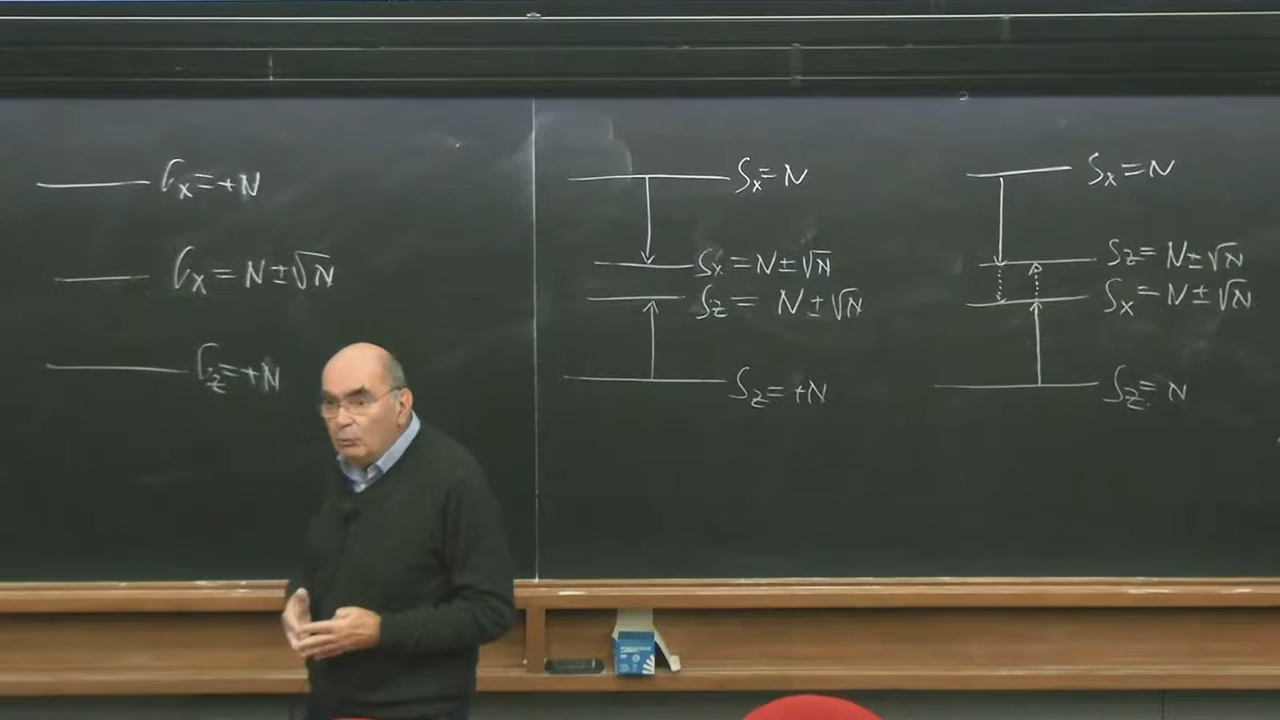 σx=+N
σx=N±√N
σz=+N
Sx=N
Sx=N±√N
Sz= N±√N
Sz=+N
Sx=N
Sz=N±√N
Sx=N±√N
Sz=N